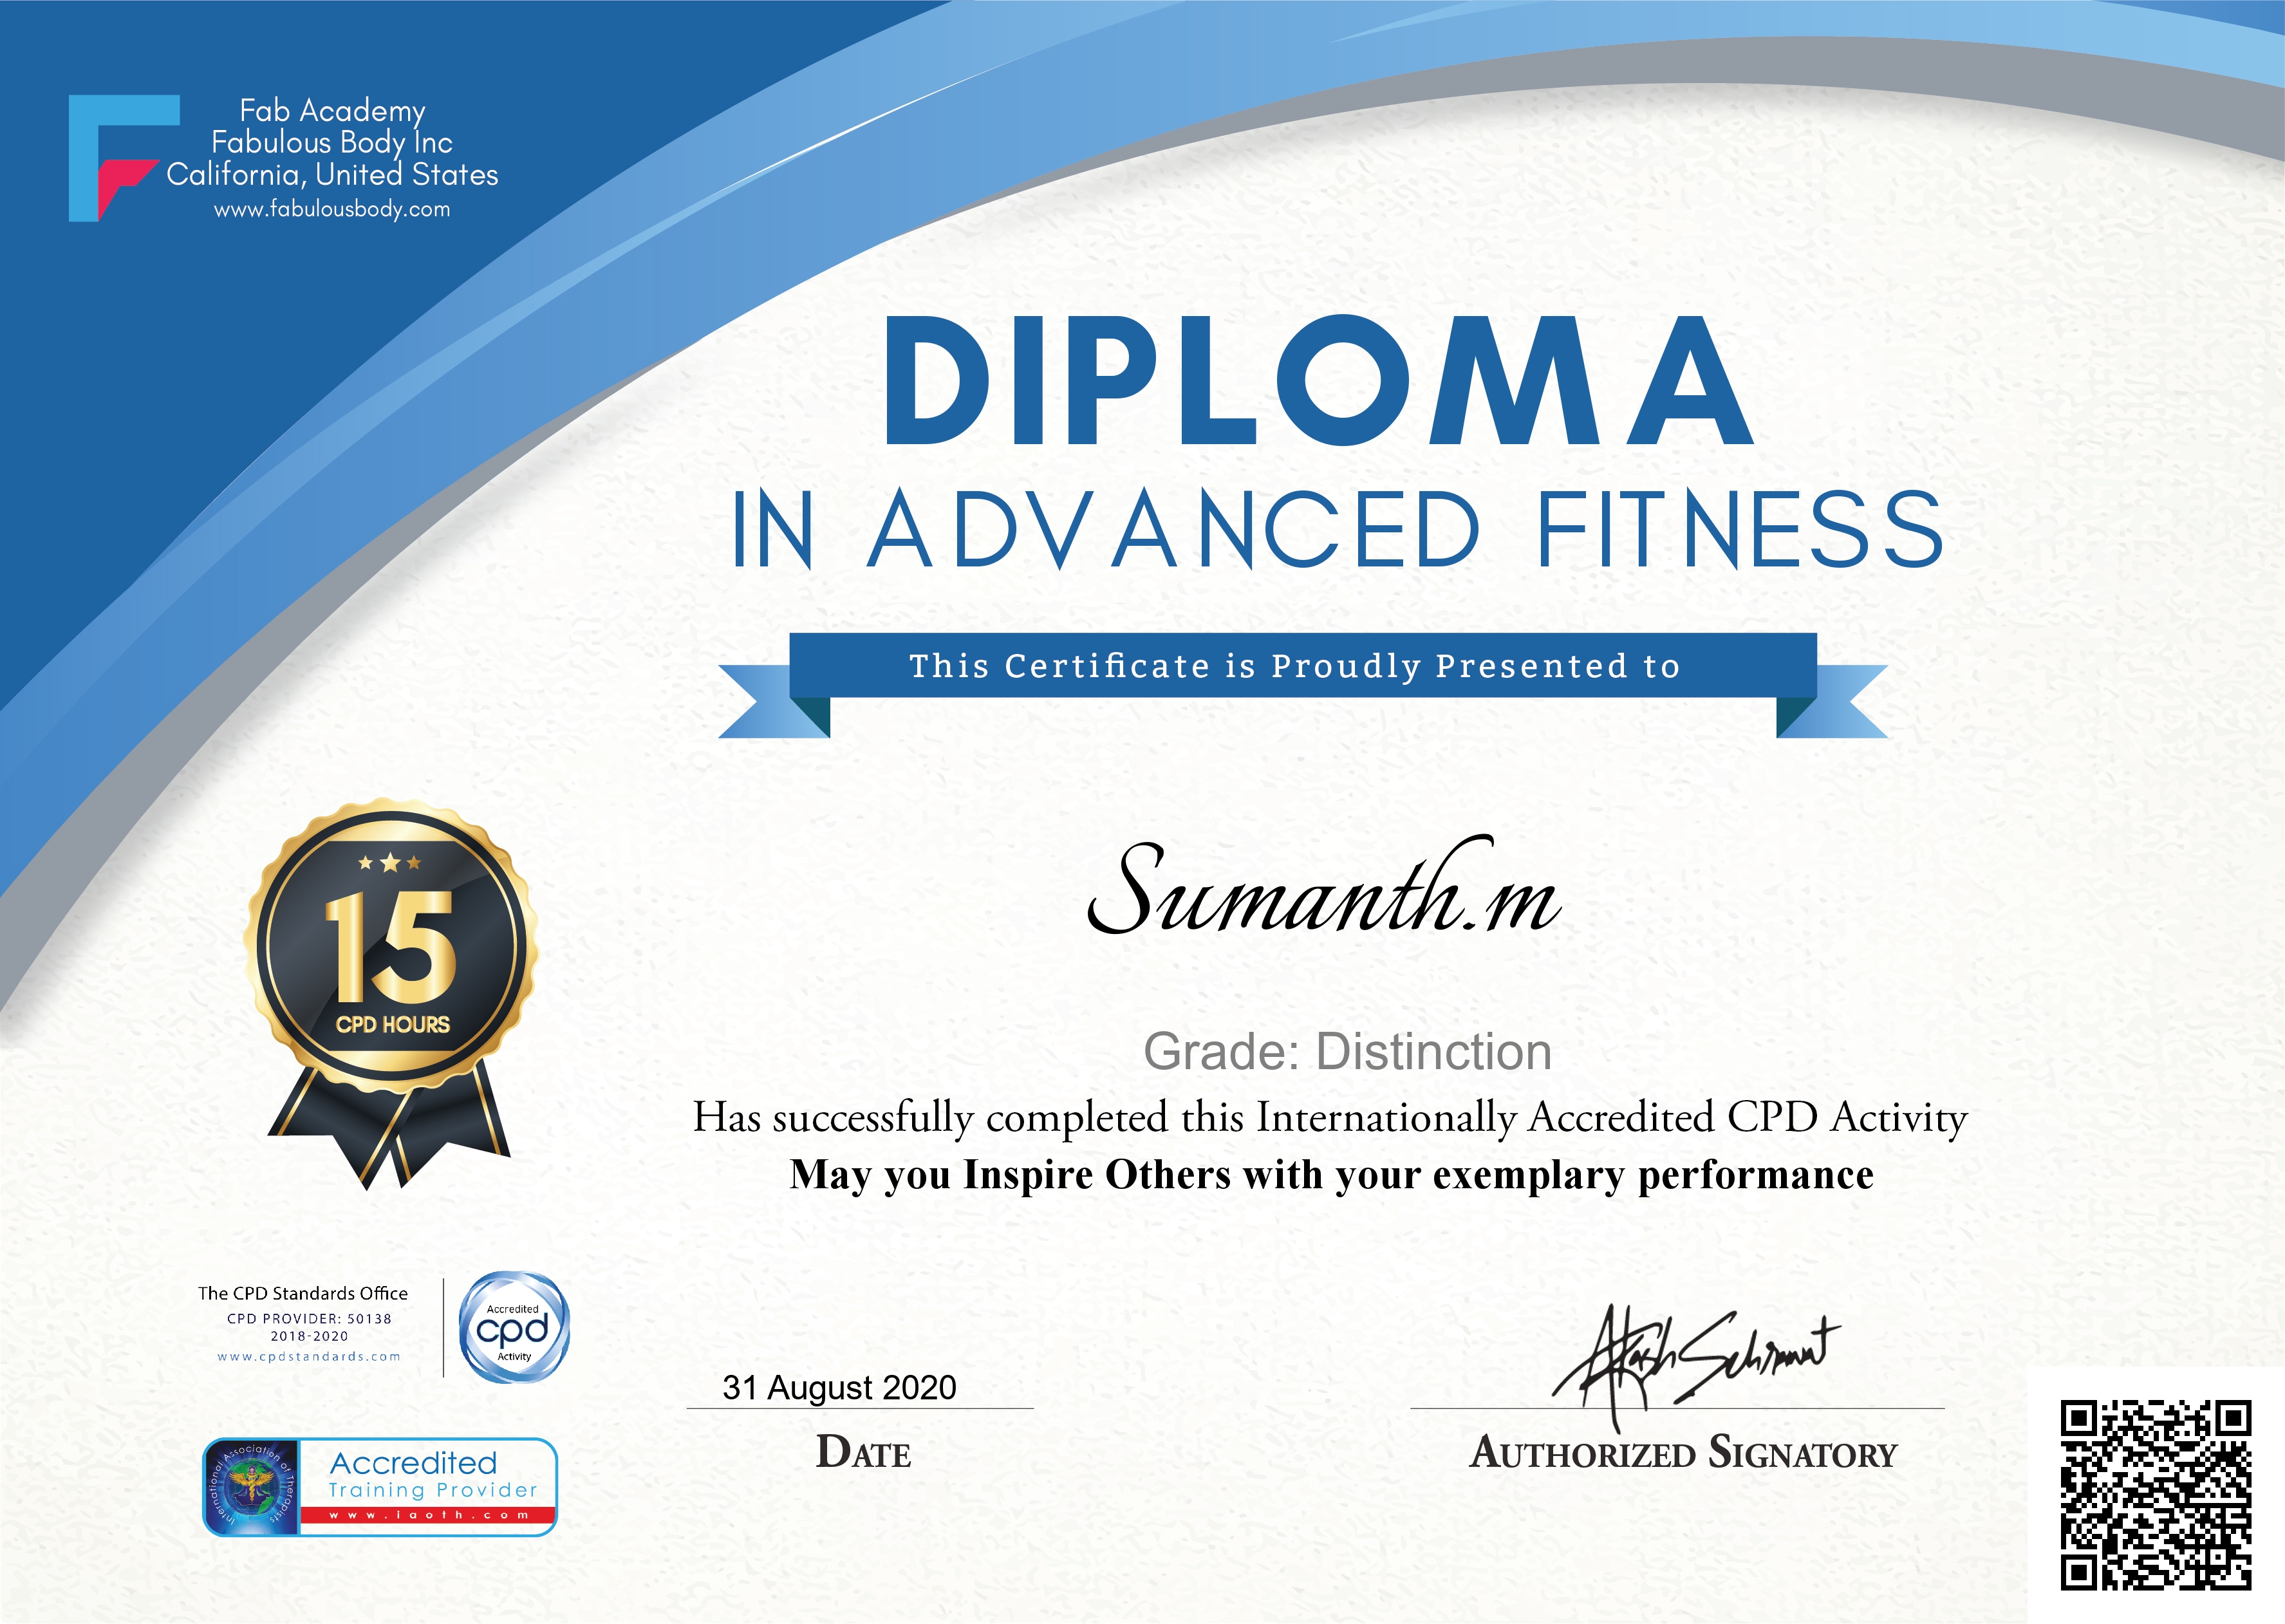 Fab Academy
Fabulous Body Inc
California, United States
www.fabulousbody.com
DIPLOMA
IN ADVANCED FITNESS
This Certificate is Proudly Presented to
Sumanth.m
15
CPD HOURS
Grade: Distinction
Has successfully completed this Internationally Accredited CPD Activity
May you Inspire Others with your exemplary performance
The CPD Standards Office
CPD PROVIDER: 50138
2018-2020
www.cpdstandards.com
Accredited
cpd
Activity
31 August 2020
DATE
AUTHORIZED SIGNATORY
International Association of Therapists
Accredited
Training Provider
www.iaoth.com